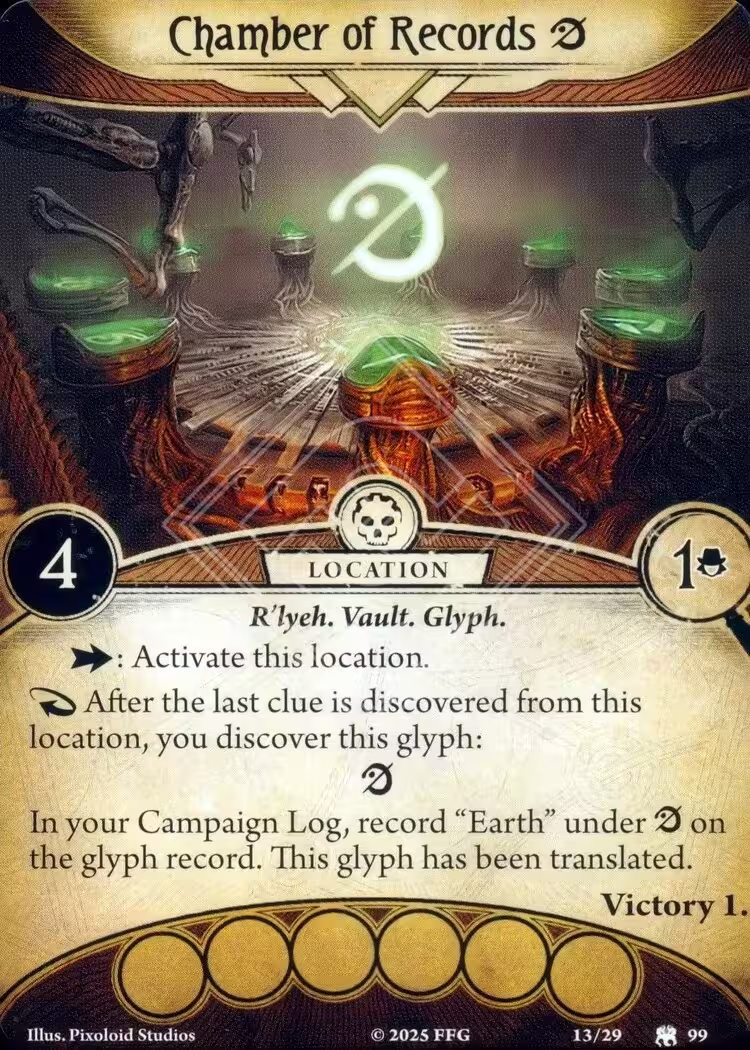 Chamber of Records
4
LOCATION
1
R'lyeh. Vault. Glyph.
: Activate this location.
After the last clue is discovered from this
location, you discover this glyph:
In your Campaign Log, record “Earth” under on
the glyph record. This glyph has been translated.
Victory 1.
Illus. Pixoloid Studios © 2025 FFG 13/29 99